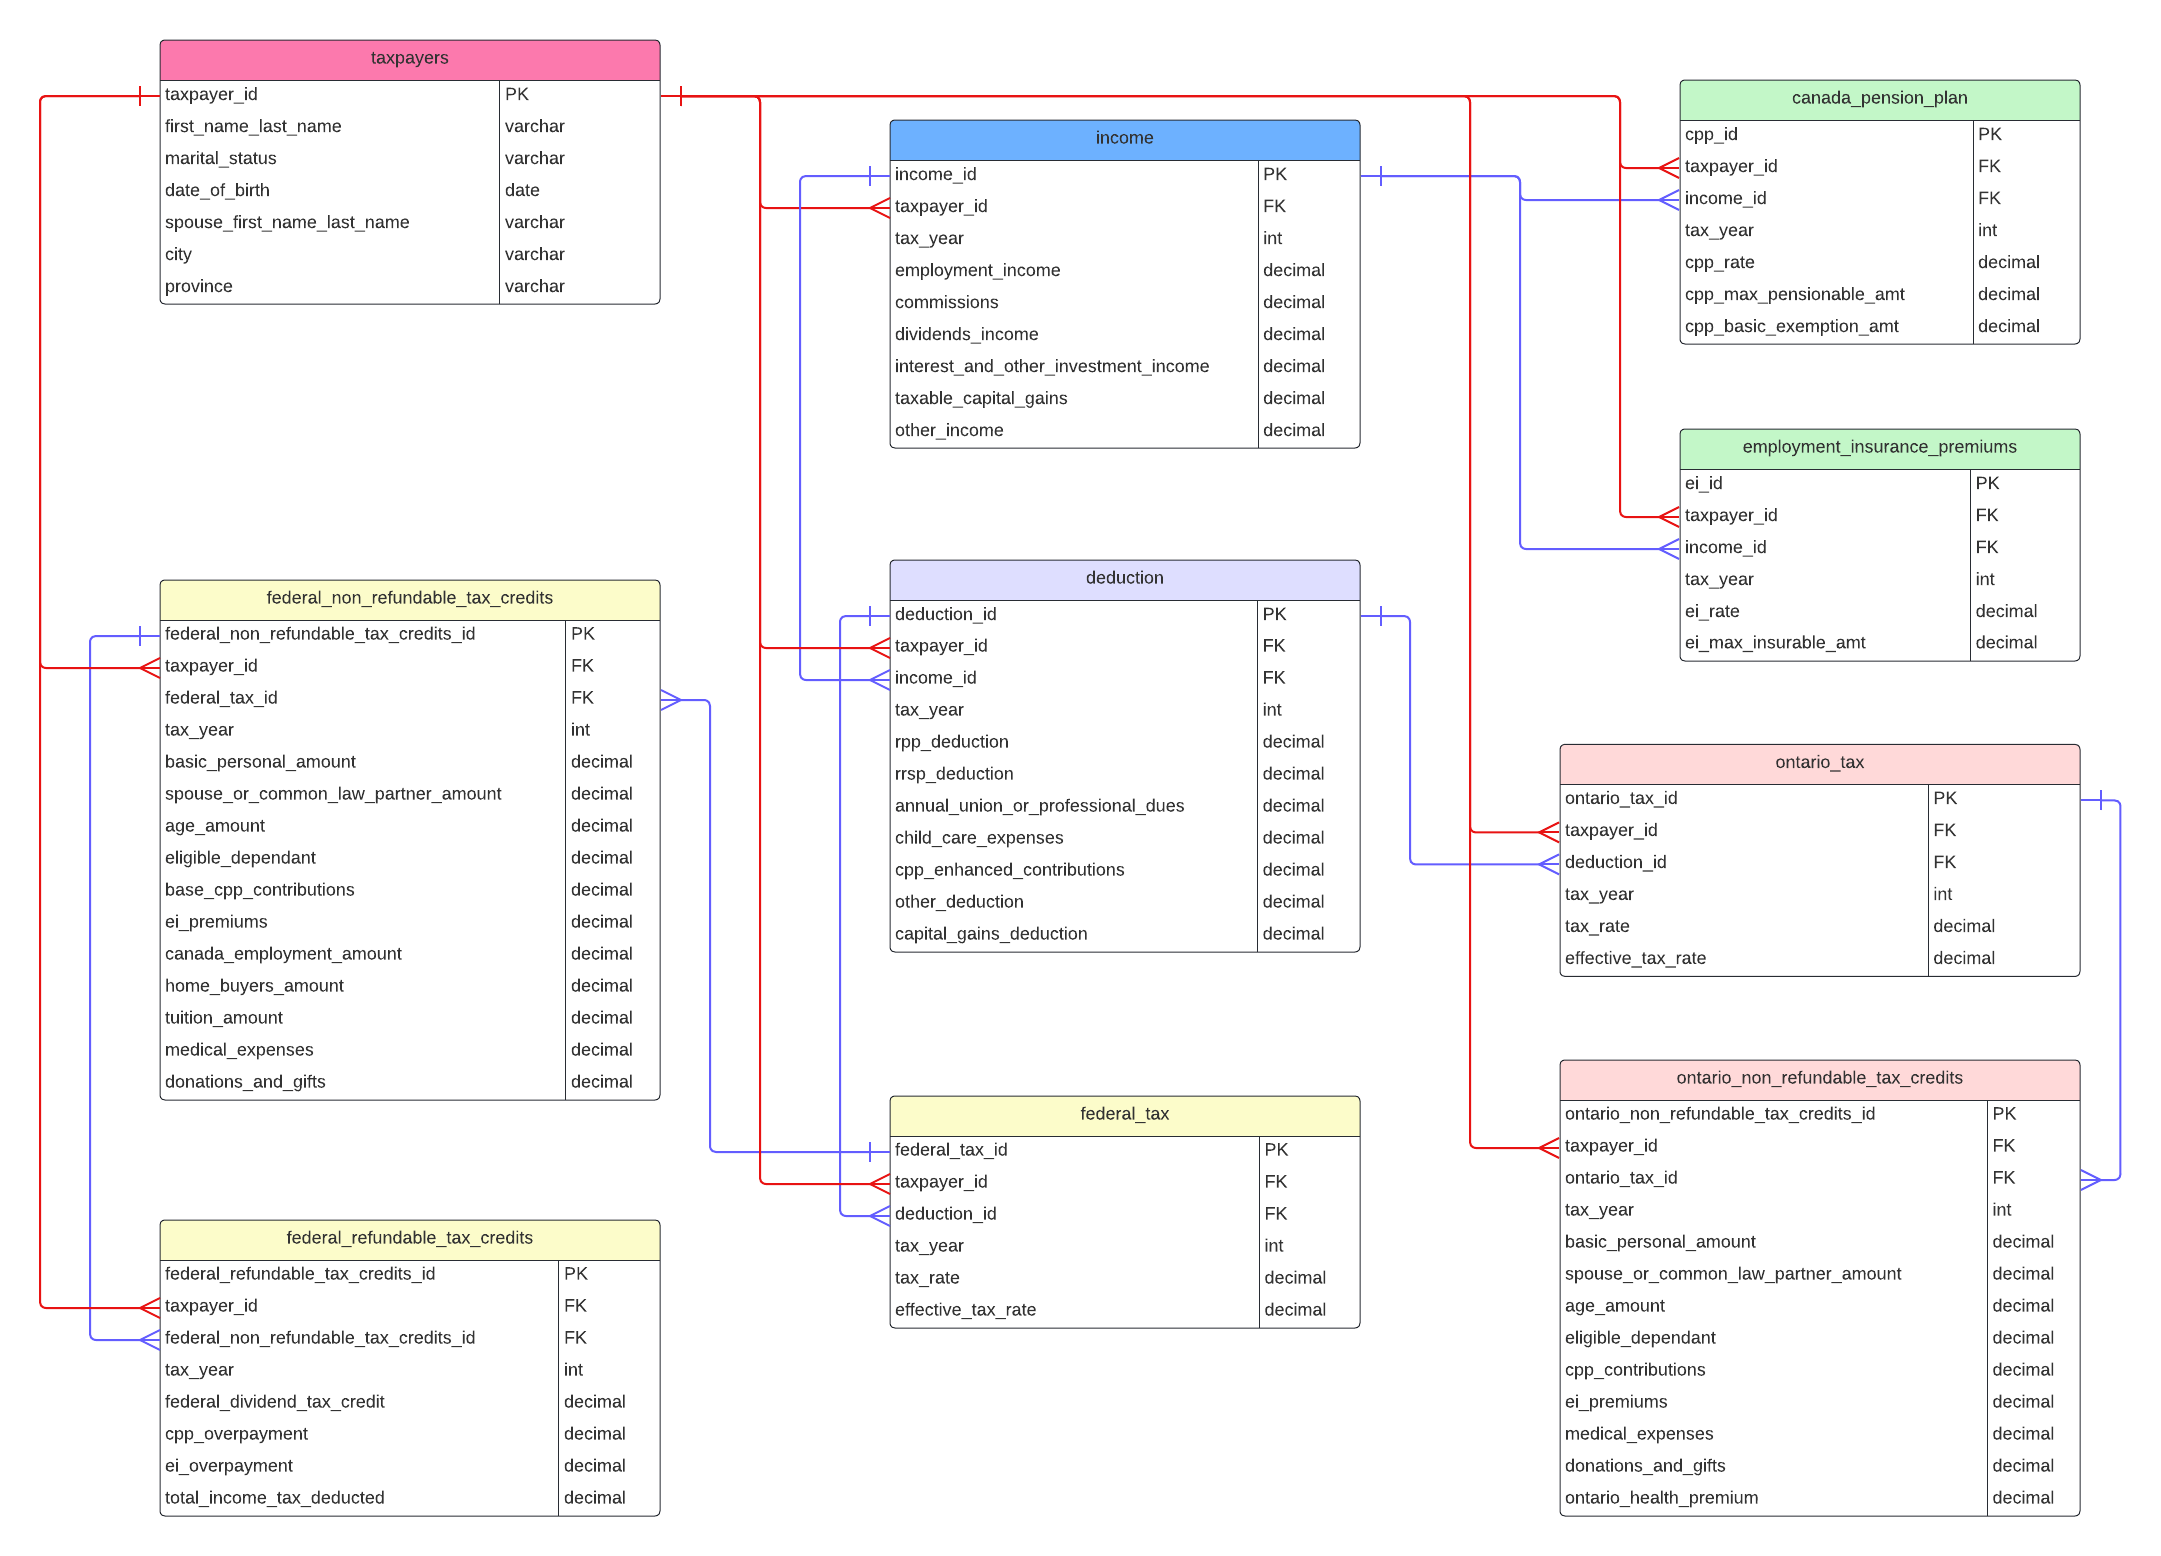 taxpayers
taxpayer_id PK
first_name_last_name varchar
marital_status varchar
date_of_birth date
spouse_first_name_last_name varchar
city varchar
province varchar
income
income_id PK
taxpayer_id FK
tax_year int
employment_income decimal
commissions decimal
dividends_income decimal
interest_and_other_investment_income decimal
taxable_capital_gains decimal
other_income decimal
canada_pension_plan
cpp_id PK
taxpayer_id FK
income_id FK
tax_year int
cpp_rate decimal
cpp_max_pensionable_amt decimal
cpp_basic_exemption_amt decimal
employment_insurance_premiums
ei_id PK
taxpayer_id FK
income_id FK
tax_year int
ei_rate decimal
ei_max_insurable_amt decimal
federal_non_refundable_tax_credits
federal_non_refundable_tax_credits_id PK
taxpayer_id FK
federal_tax_id FK
tax_year int
basic_personal_amount decimal
spouse_or_common_law_partner_amount decimal
age_amount decimal
eligible_dependant decimal
base_cpp_contributions decimal
ei_premiums decimal
canada_employment_amount decimal
home_buyers_amount decimal
tuition_amount decimal
medical_expenses decimal
donations_and_gifts decimal
deduction
deduction_id PK
taxpayer_id FK
income_id FK
tax_year int
rpp_deduction decimal
rrsp_deduction decimal
annual_union_or_professional_dues decimal
child_care_expenses decimal
cpp_enhanced_contributions decimal
other_deduction decimal
capital_gains_deduction decimal
ontario_tax
ontario_tax_id PK
taxpayer_id FK
deduction_id FK
tax_year int
tax_rate decimal
effective_tax_rate decimal
federal_refundable_tax_credits
federal_refundable_tax_credits_id PK
taxpayer_id FK
federal_non_refundable_tax_credits_id FK
tax_year int
federal_dividend_tax_credit decimal
cpp_overpayment decimal
ei_overpayment decimal
total_income_tax_deducted decimal
federal_tax
federal_tax_id PK
taxpayer_id FK
deduction_id FK
tax_year int
tax_rate decimal
effective_tax_rate decimal
ontario_non_refundable_tax_credits
ontario_non_refundable_tax_credits_id PK
taxpayer_id FK
ontario_tax_id FK
tax_year int
basic_personal_amount decimal
spouse_or_common_law_partner_amount decimal
age_amount decimal
eligible_dependant decimal
cpp_contributions decimal
ei_premiums decimal
medical_expenses decimal
donations_and_gifts decimal
ontario_health_premium decimal